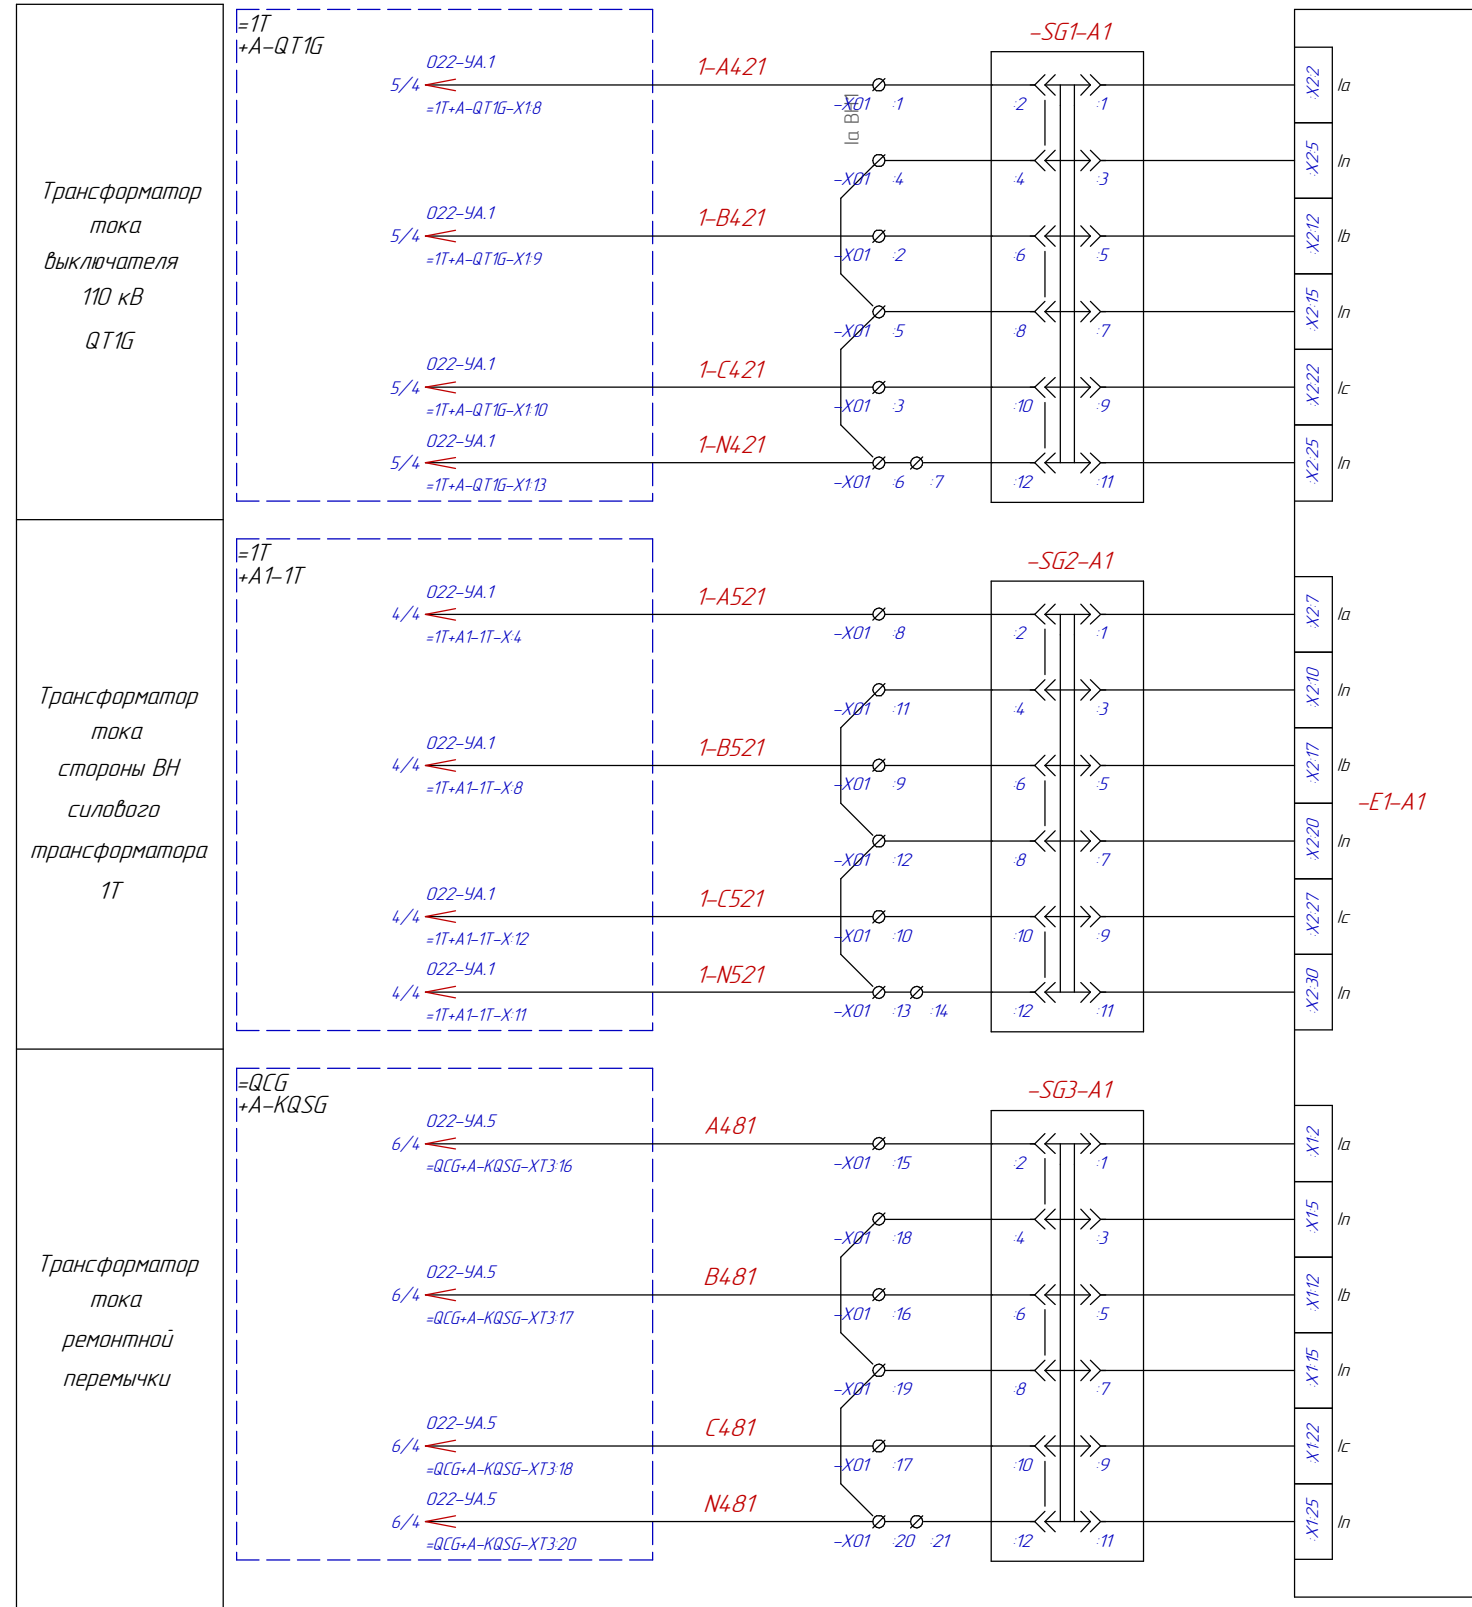 Трансформатор
тока
выключателя
110 кВ
QT1G
=1T
+A-QT1G
-SG1-A1
022-УА.1
5/4
=1T+A-QT1G-X1:8
1-A421
-X01 :1
:2 :1
:X2:2
Ia
-X01 :4
:4 :3
:X2:5
In
022-УА.1
5/4
=1T+A-QT1G-X1:9
1-B421
-X01 :2
:6 :5
:X2:12
Ib
-X01 :5
:8 :7
:X2:15
In
022-УА.1
5/4
=1T+A-QT1G-X1:10
1-C421
-X01 :3
:10 :9
:X2:22
Ic
022-УА.1
5/4
=1T+A-QT1G-X1:13
1-N421
-X01 :6 :7
:12 :11
:X2:25
In
Трансформатор
тока
стороны ВН
силового
трансформатора
1Т
=1T
+A1-1T
-SG2-A1
022-УА.1
4/4
=1T+A1-1T-X:4
1-A521
-X01 :8
:2 :1
:X2:7
Ia
-X01 :11
:4 :3
:X2:10
In
022-УА.1
4/4
=1T+A1-1T-X:8
1-B521
-X01 :9
:6 :5
:X2:17
Ib
-E1-A1
-X01 :12
:8 :7
:X2:20
In
022-УА.1
4/4
=1T+A1-1T-X:12
1-C521
-X01 :10
:10 :9
:X2:27
Ic
022-УА.1
4/4
=1T+A1-1T-X:11
1-N521
-X01 :13 :14
:12 :11
:X2:30
In
Трансформатор
тока
ремонтной
перемычки
=QCG
+A-KQSG
-SG3-A1
022-УА.5
6/4
=QCG+A-KQSG-XT3:16
A481
-X01 :15
:2 :1
:X1:2
Ia
-X01 :18
:4 :3
:X1:5
In
022-УА.5
6/4
=QCG+A-KQSG-XT3:17
B481
-X01 :16
:6 :5
:X1:12
Ib
-X01 :19
:8 :7
:X1:15
In
022-УА.5
6/4
=QCG+A-KQSG-XT3:18
C481
-X01 :17
:10 :9
:X1:22
Ic
022-УА.5
6/4
=QCG+A-KQSG-XT3:20
N481
-X01 :20 :21
:12 :11
:X1:25
In